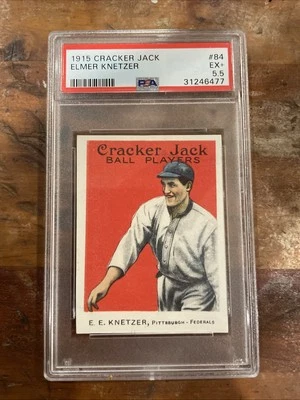 1915 CRACKER JACK #84
ELMER KNETZER EX+
5.5
PSA 31246477
Cracker Jack
BALL PLAYERS
E. E. KNETZER, PITTSBURGH - FEDERALS